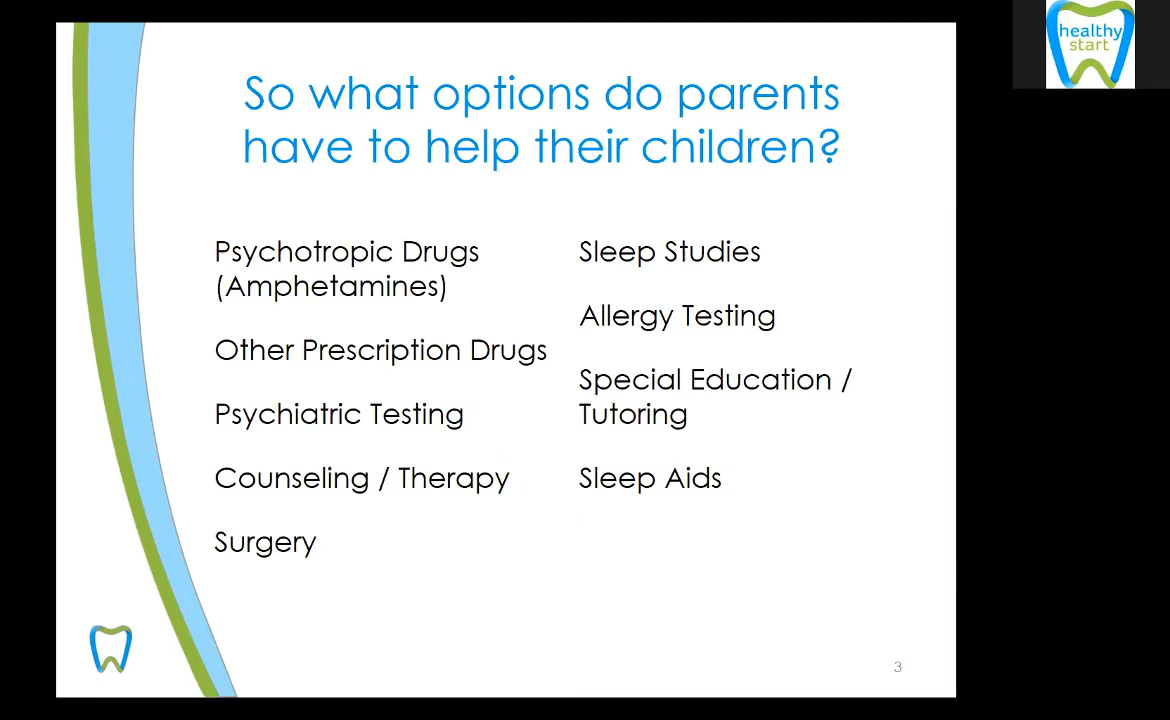 So what options do parents
have to help their children?
Psychotropic Drugs
(Amphetamines)
Other Prescription Drugs
Psychiatric Testing
Counseling / Therapy
Surgery
Sleep Studies
Allergy Testing
Special Education /
Tutoring
Sleep Aids
3
healthy
start